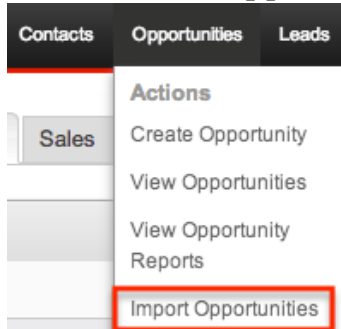 Contacts Opportunities Leads
Actions
Sales
Create Opportunity
View Opportunities
View Opportunity
Reports
Import Opportunities